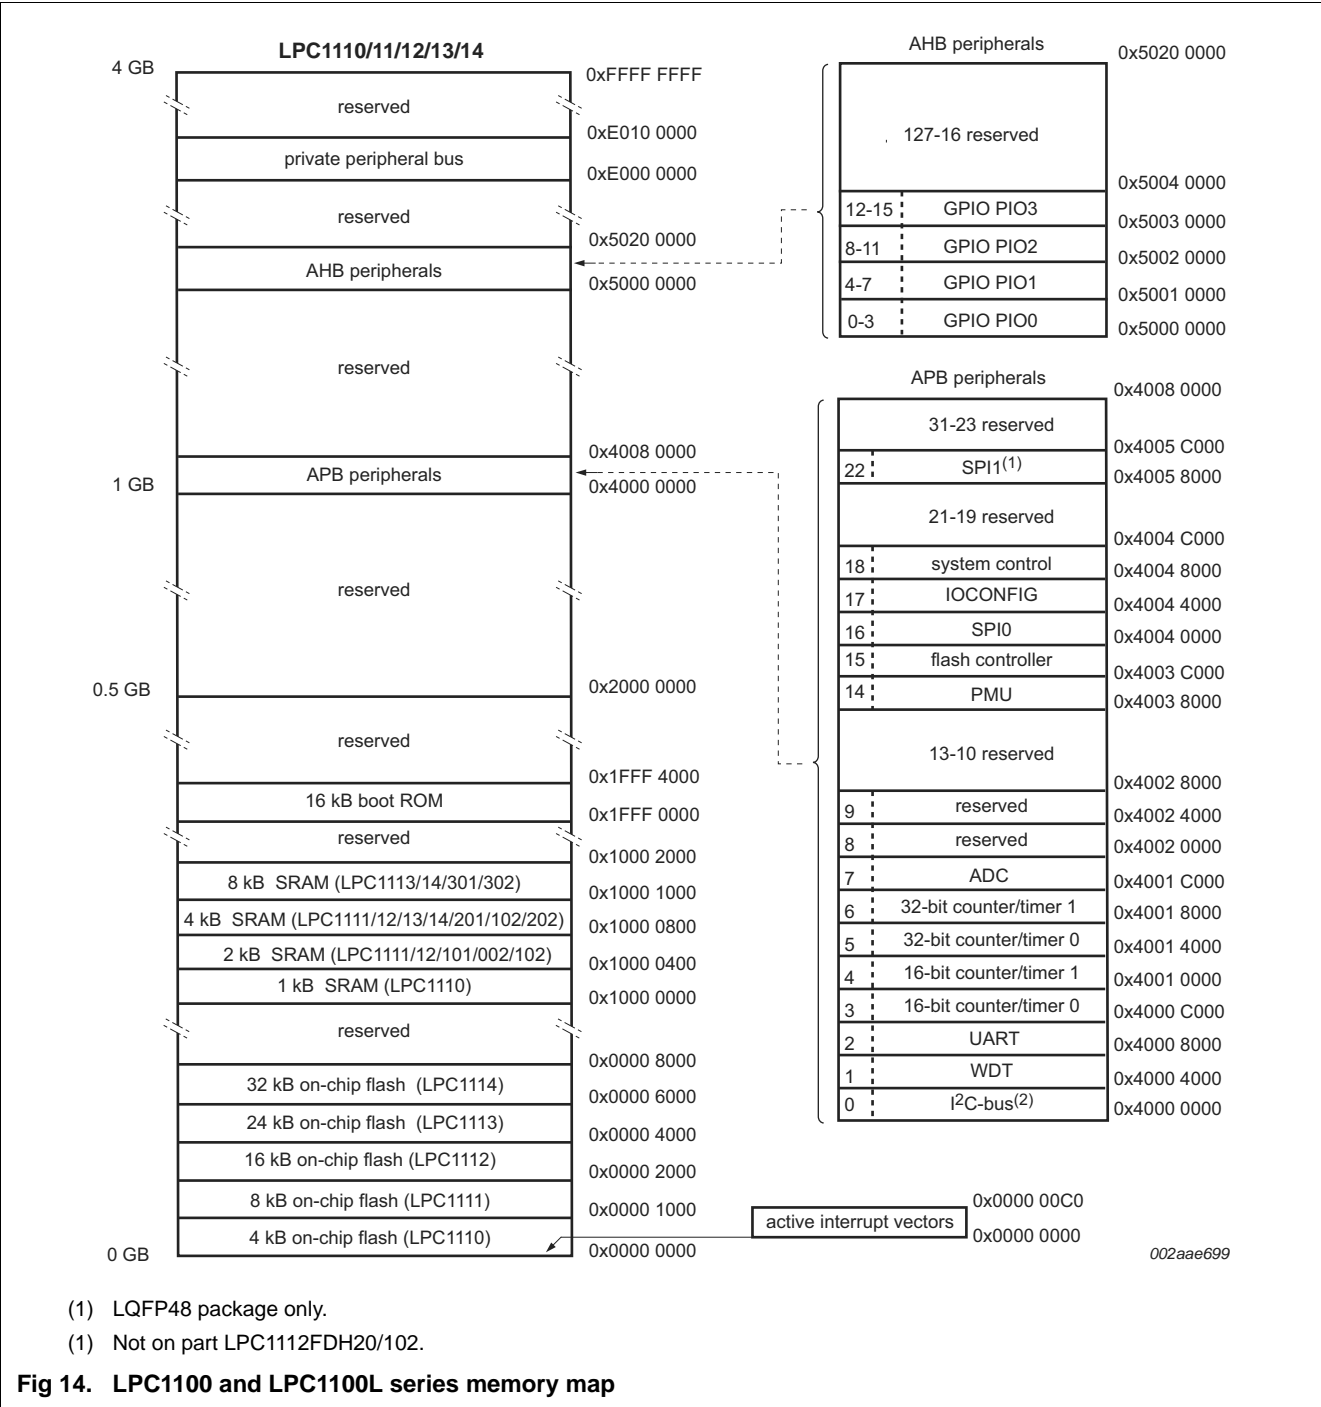 LPC1110/11/12/13/14
4 GB
0xFFFF FFFF
reserved
0xE010 0000
private peripheral bus
0xE000 0000
reserved
0x5020 0000
AHB peripherals
0x5000 0000
reserved
0x4008 0000
APB peripherals
1 GB
0x4000 0000
reserved
0.5 GB
0x2000 0000
reserved
0x1FFF 4000
16 kB boot ROM
0x1FFF 0000
reserved
0x1000 2000
8 kB SRAM (LPC1113/14/301/302)
0x1000 1000
4 kB SRAM (LPC1111/12/13/14/201/102/202)
0x1000 0800
2 kB SRAM (LPC1111/12/101/002/102)
0x1000 0400
1 kB SRAM (LPC1110)
0x1000 0000
reserved
0x0000 8000
32 kB on-chip flash (LPC1114)
0x0000 6000
24 kB on-chip flash (LPC1113)
0x0000 4000
16 kB on-chip flash (LPC1112)
0x0000 2000
8 kB on-chip flash (LPC1111)
0x0000 1000
4 kB on-chip flash (LPC1110)
0 GB
0x0000 0000
AHB peripherals
0x5020 0000
127-16 reserved
0x5004 0000
12-15 GPIO PIO3
0x5003 0000
8-11 GPIO PIO2
0x5002 0000
4-7 GPIO PIO1
0x5001 0000
0-3 GPIO PIO0
0x5000 0000
APB peripherals
0x4008 0000
31-23 reserved
0x4005 C000
22 SPI1(1)
0x4005 8000
21-19 reserved
0x4004 C000
18 system control
0x4004 8000
17 IOCONFIG
0x4004 4000
16 SPI0
0x4004 0000
15 flash controller
0x4003 C000
14 PMU
0x4003 8000
13-10 reserved
0x4002 8000
9 reserved
0x4002 4000
8 reserved
0x4002 0000
7 ADC
0x4001 C000
6 32-bit counter/timer 1
0x4001 8000
5 32-bit counter/timer 0
0x4001 4000
4 16-bit counter/timer 1
0x4001 0000
3 16-bit counter/timer 0
0x4000 C000
2 UART
0x4000 8000
1 WDT
0x4000 4000
0 I2C-bus(2)
0x4000 0000
0x0000 00C0
active interrupt vectors
0x0000 0000
002aae699
(1) LQFP48 package only.
(1) Not on part LPC1112FDH20/102.
Fig 14. LPC1100 and LPC1100L series memory map